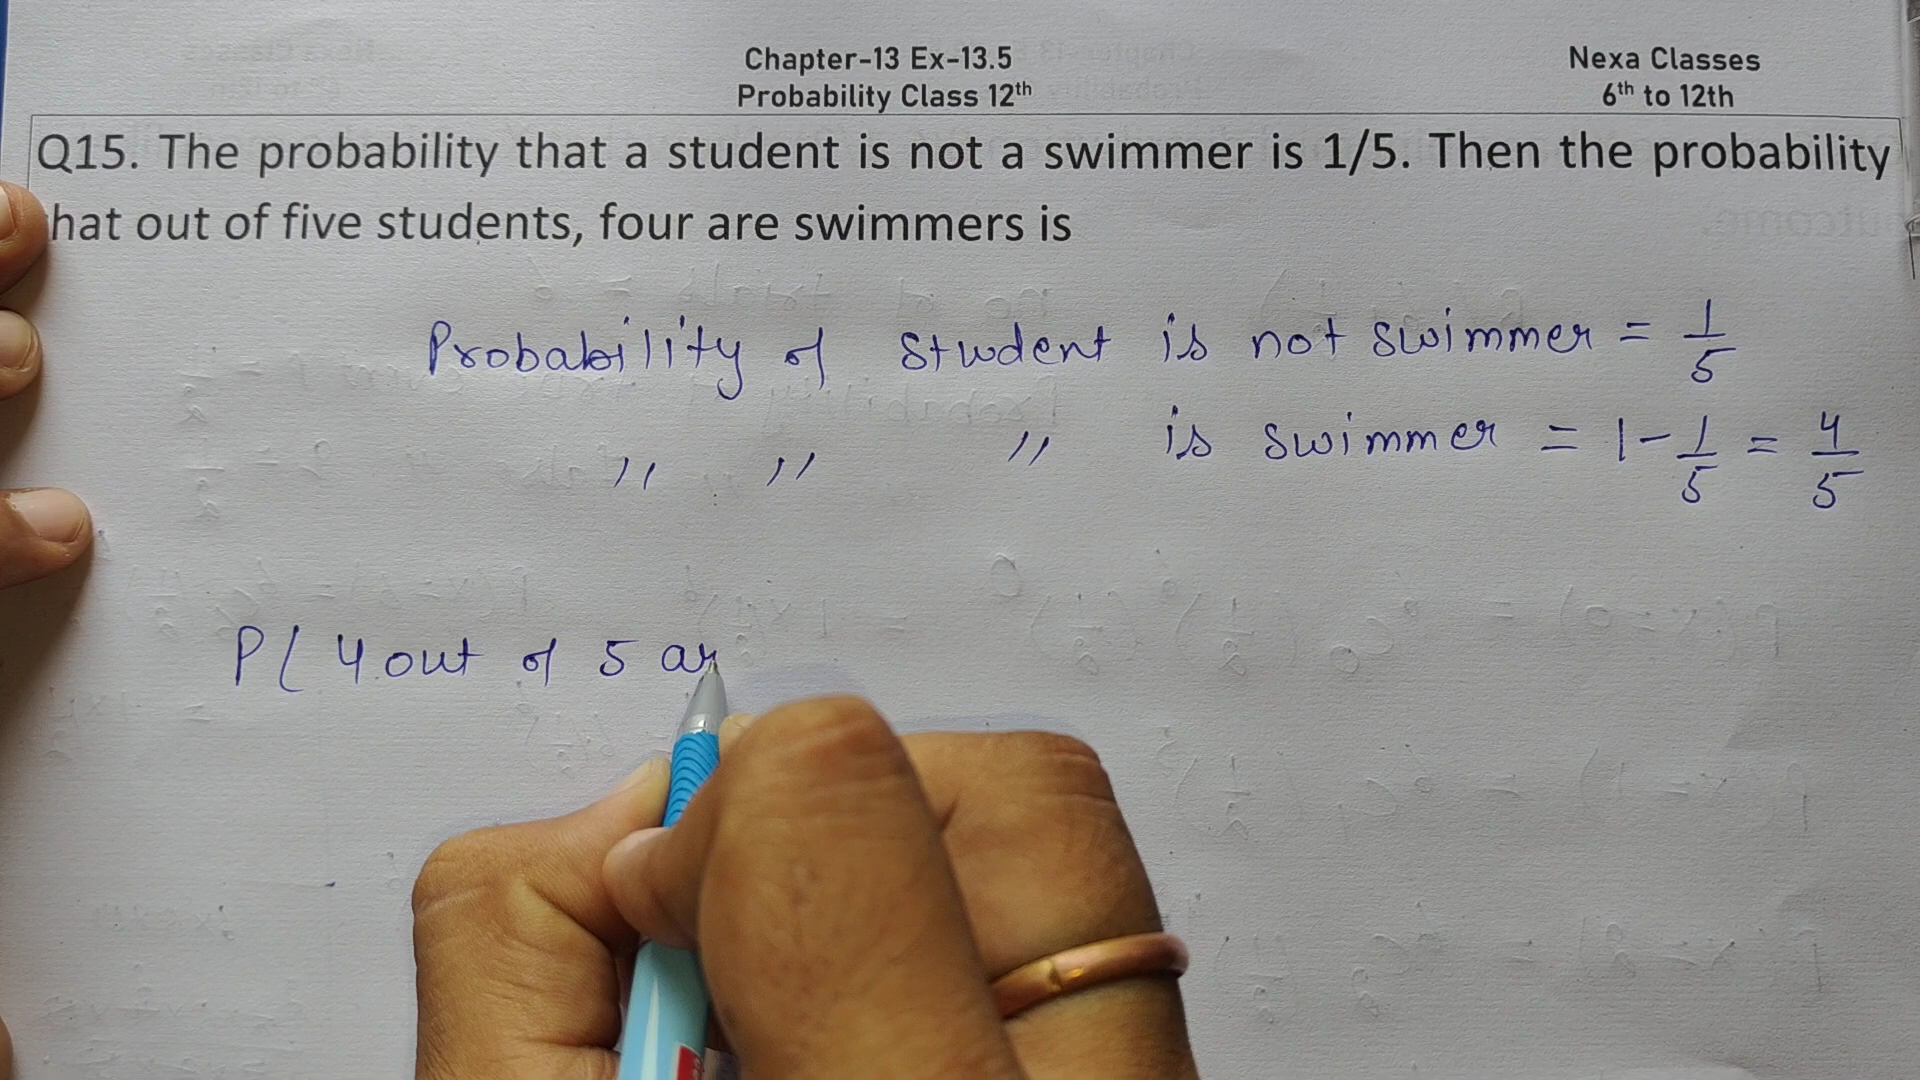 Chapter-13 Ex-13.5
Probability Class 12th
Nexa Classes
6th to 12th
Q15. The probability that a student is not a swimmer is 1/5. Then the probability
hat out of five students, four are swimmers is
Probability of student is not swimmer = 1/5
" " " is swimmer = 1 - 1/5 = 4/5
P( 4 out of 5 ar